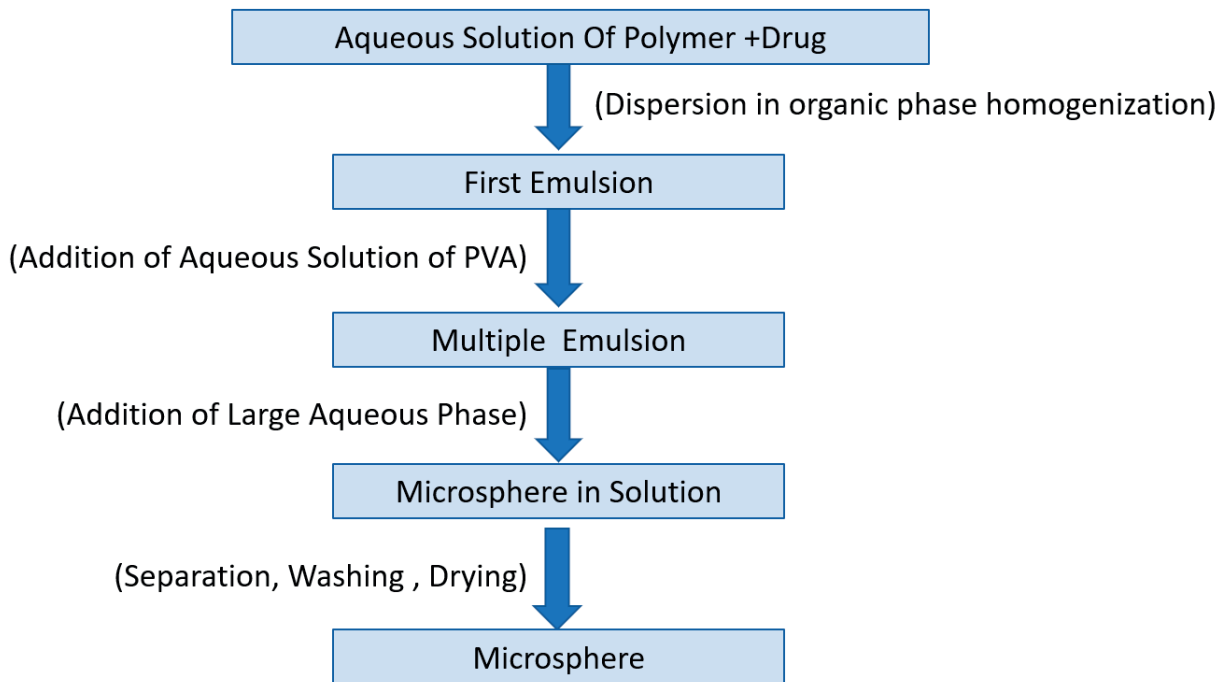 Aqueous Solution Of Polymer +Drug
(Dispersion in organic phase homogenization)
First Emulsion
(Addition of Aqueous Solution of PVA)
Multiple  Emulsion
(Addition of Large Aqueous Phase)
Microsphere in Solution
(Separation, Washing , Drying)
Microsphere